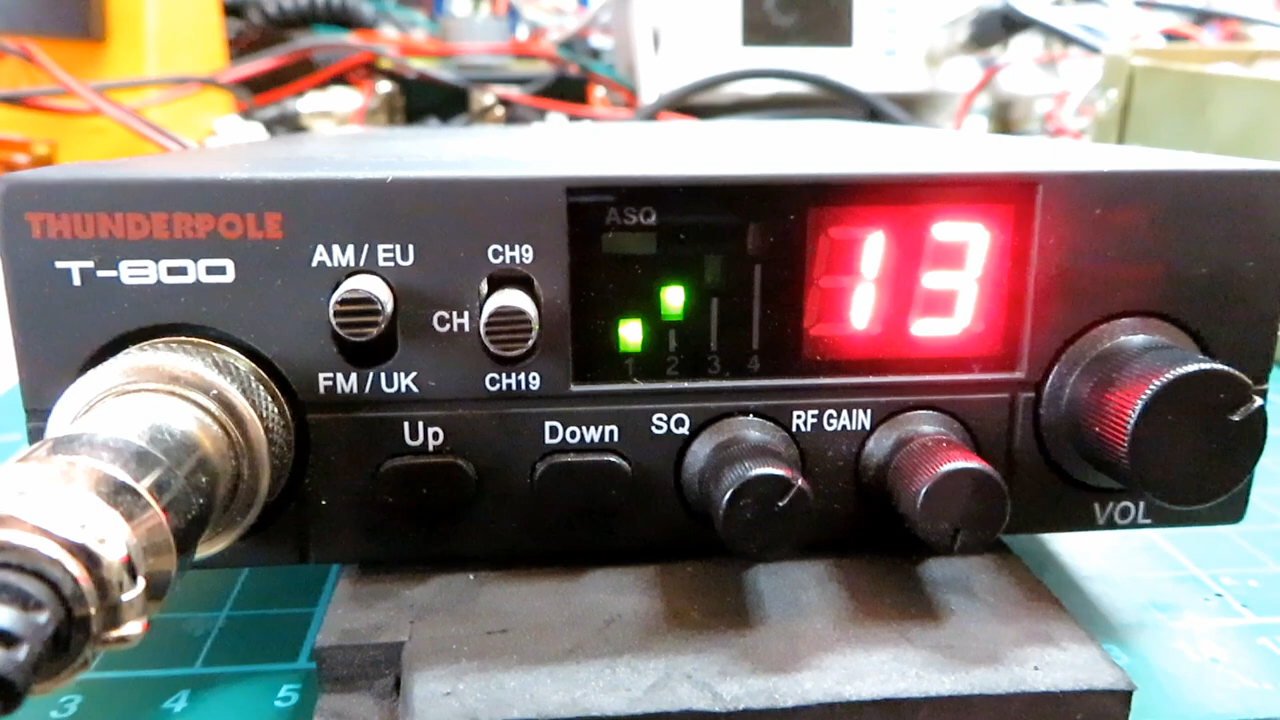 THUNDERPOLE
T-800
AM / EU
FM / UK
CH9
CH
CH19
ASQ
1 2 3 4
13
Up
Down
SQ
RF GAIN
VOL
3 4 5